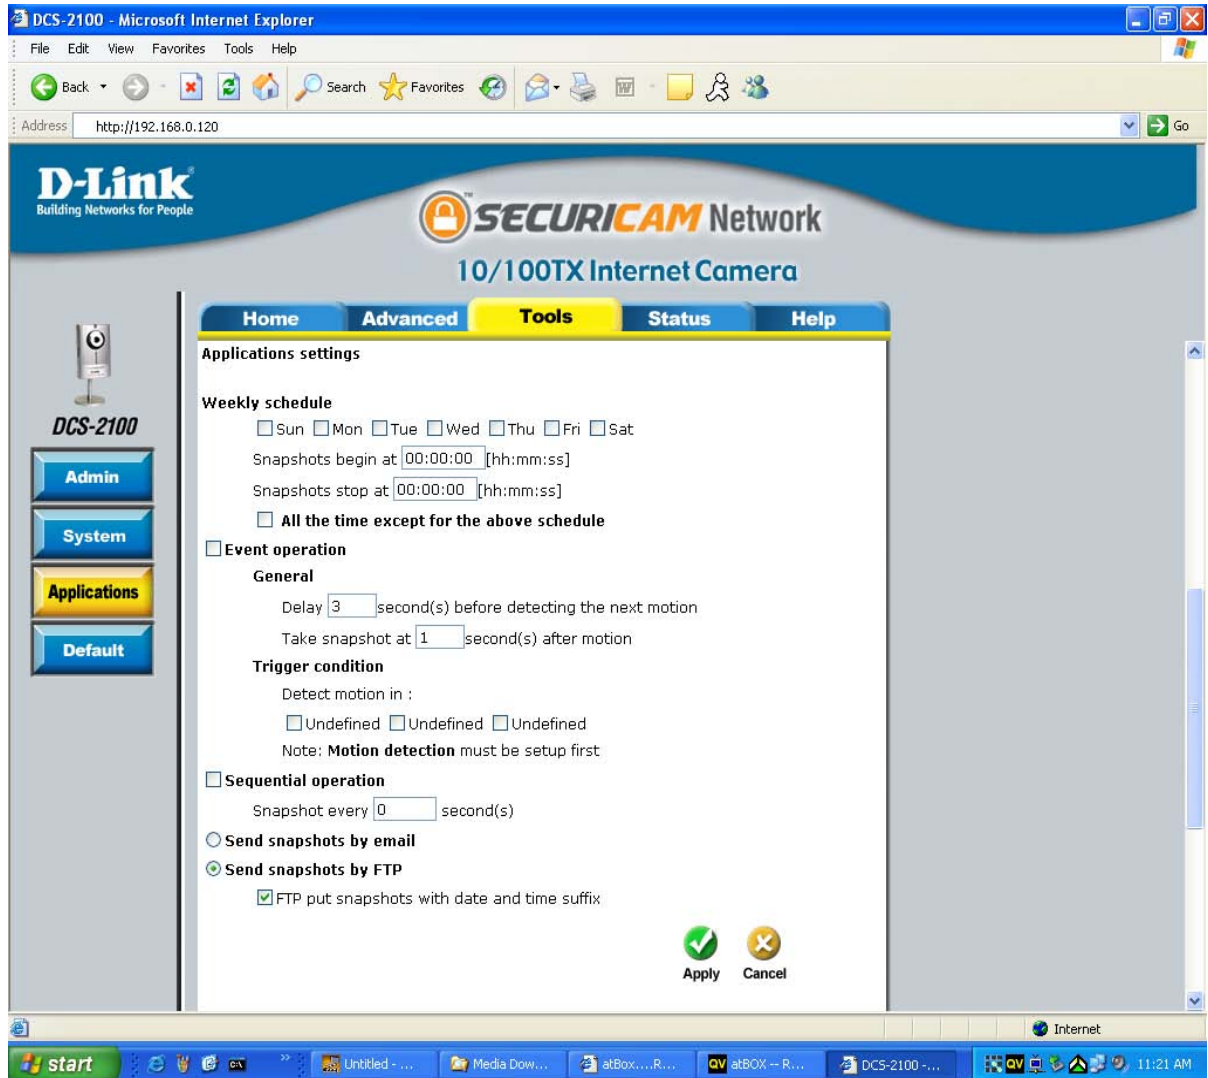 DCS-2100 - Microsoft Internet Explorer
File Edit View Favorites Tools Help
Back Search Favorites
Address http://192.168.0.120 Go
D-Link
Building Networks for People
SECURICAM Network
™
10/100TX Internet Camera
Home Advanced Tools Status Help
DCS-2100
Admin
System
Applications
Default
Applications settings
Weekly schedule
Sun Mon Tue Wed Thu Fri Sat
Snapshots begin at 00:00:00 [hh:mm:ss]
Snapshots stop at 00:00:00 [hh:mm:ss]
All the time except for the above schedule
Event operation
General
Delay 3 second(s) before detecting the next motion
Take snapshot at 1 second(s) after motion
Trigger condition
Detect motion in :
Undefined Undefined Undefined
Note: Motion detection must be setup first
Sequential operation
Snapshot every 0 second(s)
Send snapshots by email
Send snapshots by FTP
FTP put snapshots with date and time suffix
Apply Cancel
Internet
start Untitled - ... Media Dow... atBox....R... QV atBOX -- R... DCS-2100 -... QV 11:21 AM